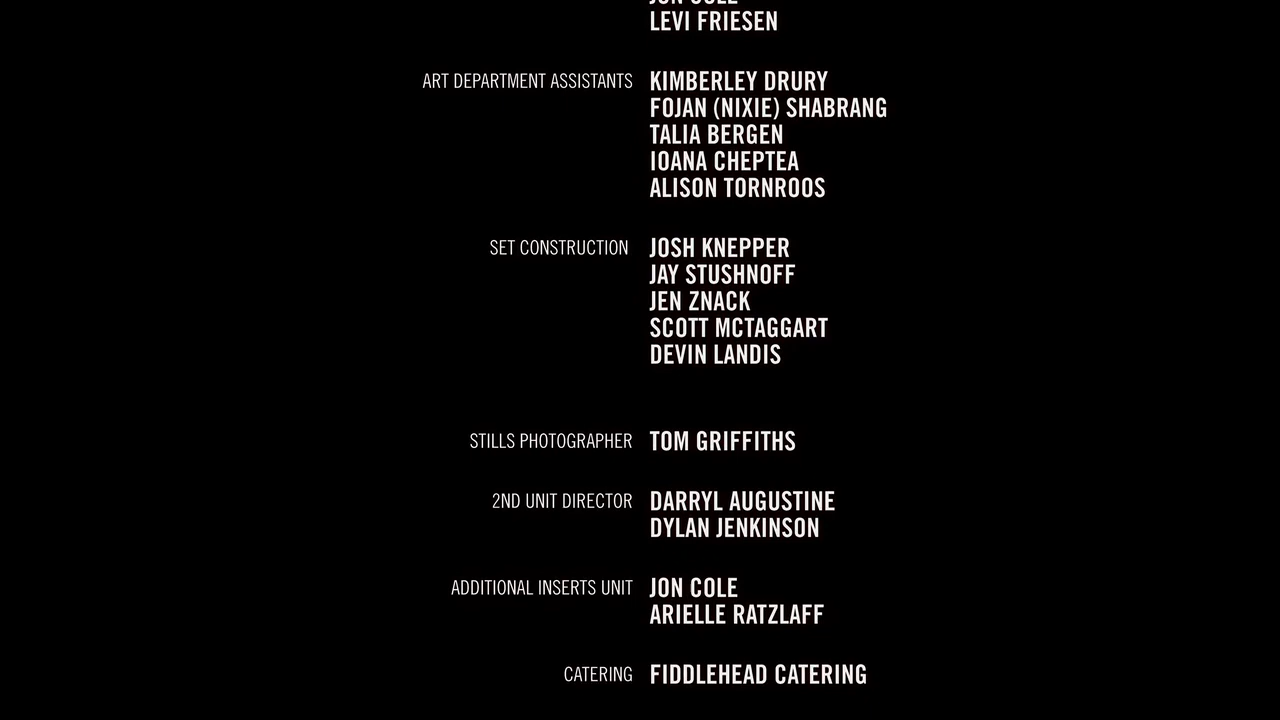 LEVI FRIESEN
ART DEPARTMENT ASSISTANTS KIMBERLEY DRURY
FOJAN (NIXIE) SHABRANG
TALIA BERGEN
IOANA CHEPTEA
ALISON TORNROOS
SET CONSTRUCTION JOSH KNEPPER
JAY STUSHNOFF
JEN ZNACK
SCOTT MCTAGGART
DEVIN LANDIS
STILLS PHOTOGRAPHER TOM GRIFFITHS
2ND UNIT DIRECTOR DARRYL AUGUSTINE
DYLAN JENKINSON
ADDITIONAL INSERTS UNIT JON COLE
ARIELLE RATZLAFF
CATERING FIDDLEHEAD CATERING